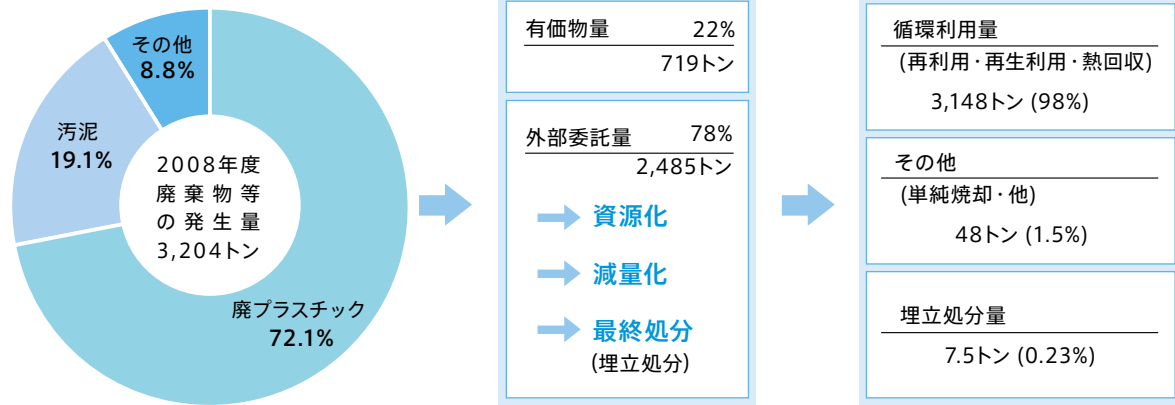 その他
8.8%
汚泥
19.1%
2008年度
廃棄物等
の発生量
3,204トン
廃プラスチック
72.1%
有価物量 22%
719トン
外部委託量 78%
2,485トン
資源化
減量化
最終処分
(埋立処分)
循環利用量
(再利用・再生利用・熱回収)
3,148トン (98%)
その他
(単純焼却・他)
48トン (1.5%)
埋立処分量
7.5トン (0.23%)